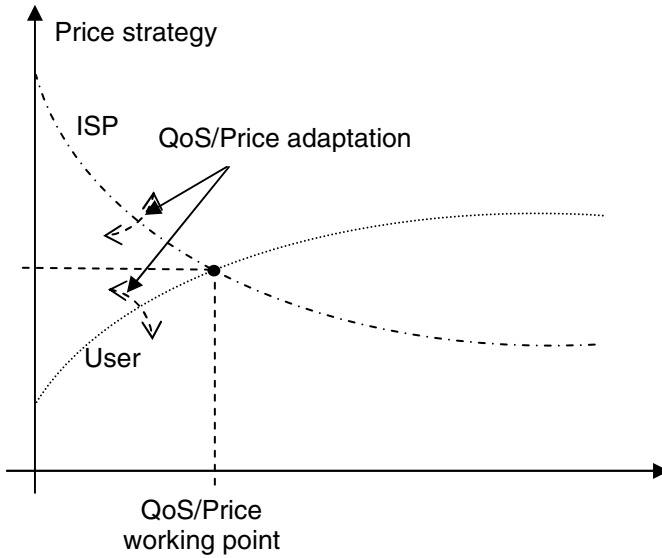 Price strategy
ISP
QoS/Price adaptation
User
QoS/Price
working point